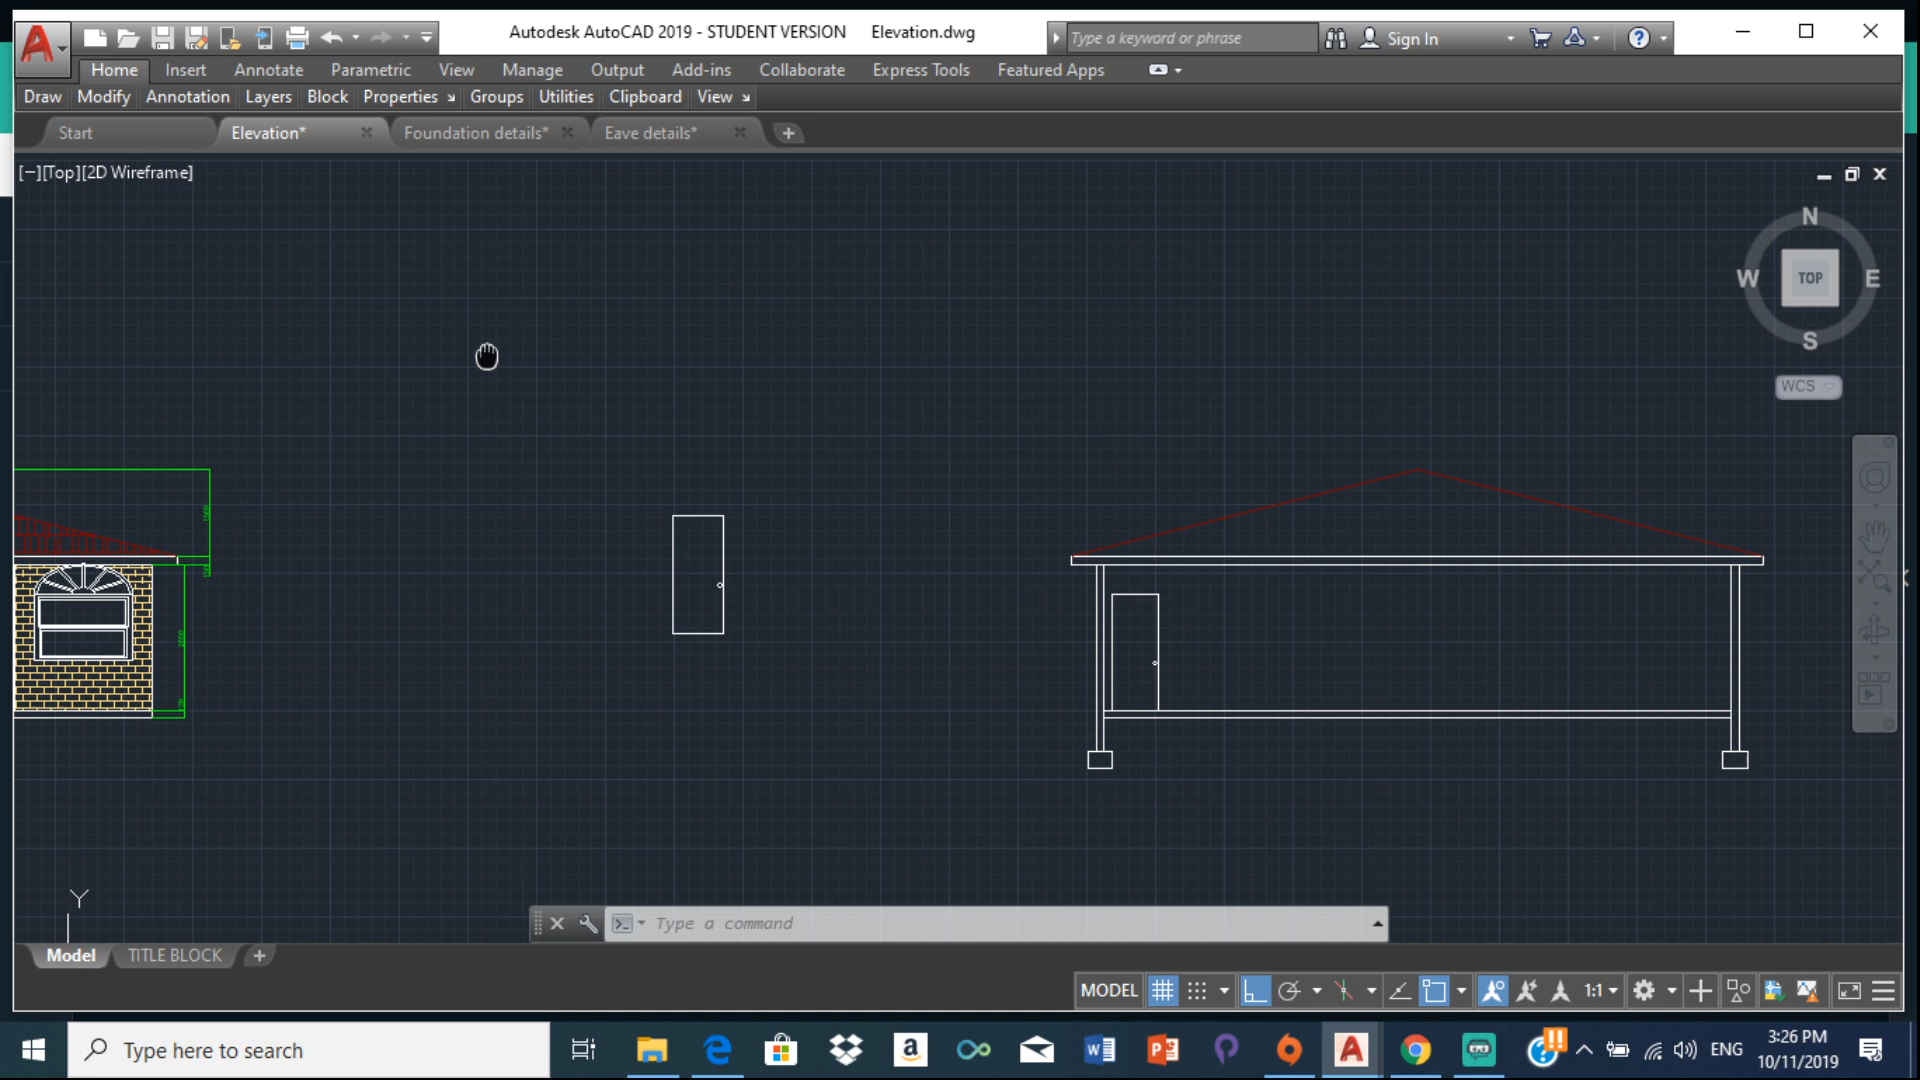 Autodesk AutoCAD 2019 - STUDENT VERSION Elevation.dwg
Type a keyword or phrase
Sign In
Home Insert Annotate Parametric View Manage Output Add-ins Collaborate Express Tools Featured Apps
Draw Modify Annotation Layers Block Properties Groups Utilities Clipboard View
Start Elevation* Foundation details* Eave details*
[−][Top][2D Wireframe]
N
W TOP E
S
WCS
Y
Type a command
Model TITLE BLOCK
MODEL 1:1
Type here to search
ENG
3:26 PM
10/11/2019